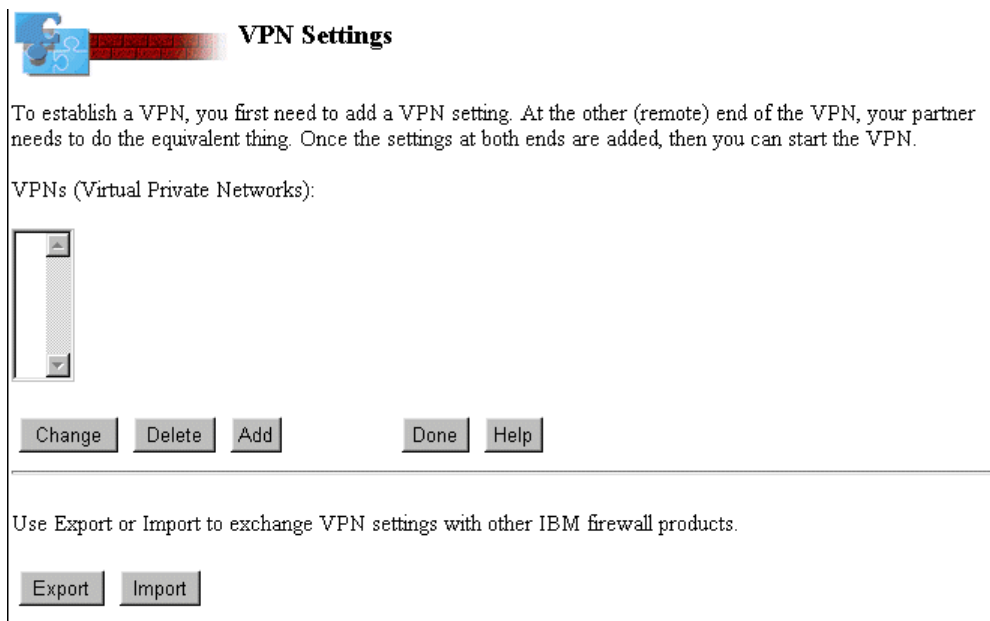 VPN Settings
To establish a VPN, you first need to add a VPN setting. At the other (remote) end of the VPN, your partner
needs to do the equivalent thing. Once the settings at both ends are added, then you can start the VPN.
VPNs (Virtual Private Networks):
Change Delete Add Done Help
Use Export or Import to exchange VPN settings with other IBM firewall products.
Export Import